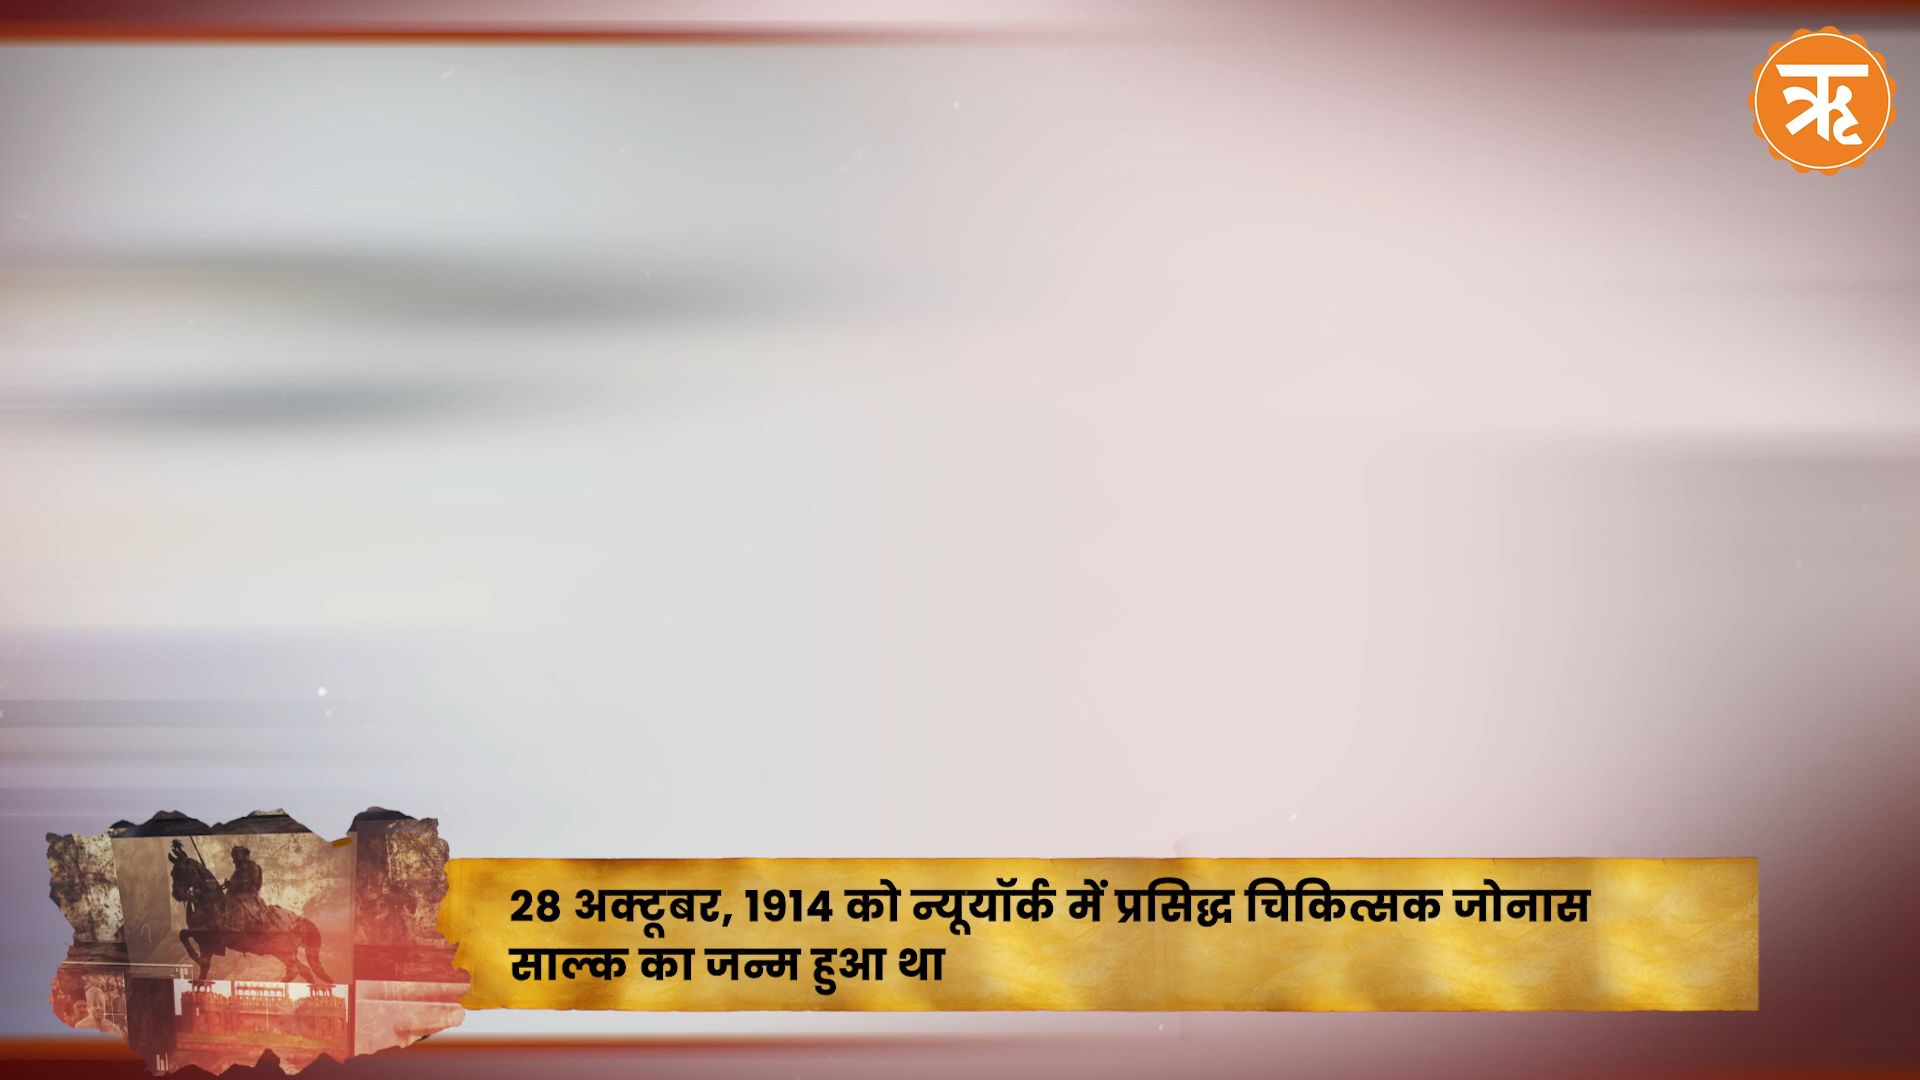 ऋ
28 अक्टूबर, 1914 को न्यूयॉर्क में प्रसिद्ध चिकित्सक जोनास
साल्क का जन्म हुआ था